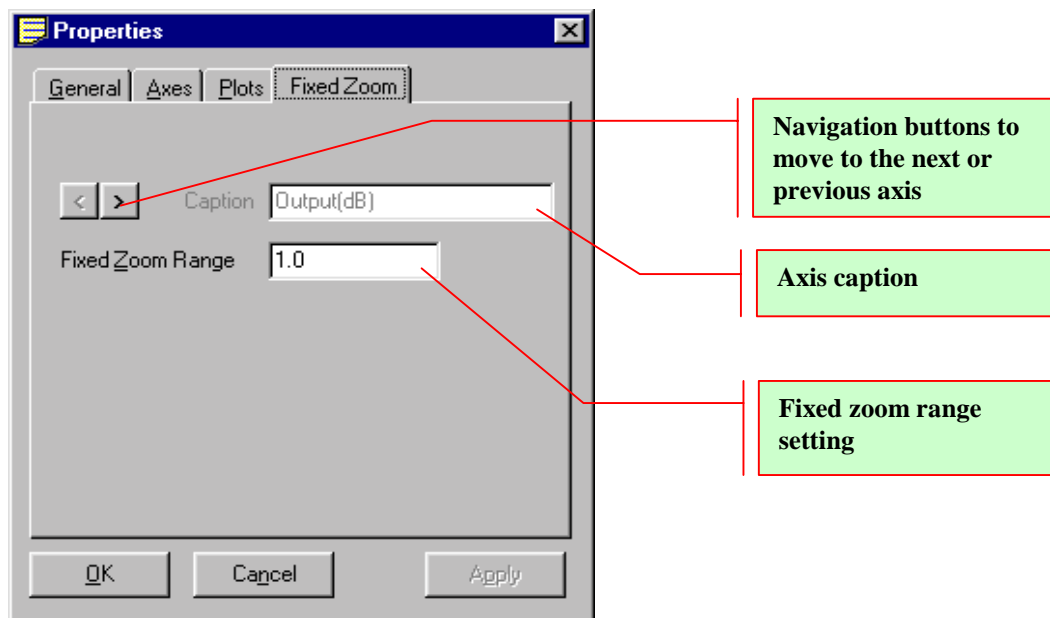 Properties
General Axes Plots Fixed Zoom
< > Caption Output(dB)
Fixed Zoom Range 1.0
OK Cancel Apply
Navigation buttons to
move to the next or
previous axis
Axis caption
Fixed zoom range
setting